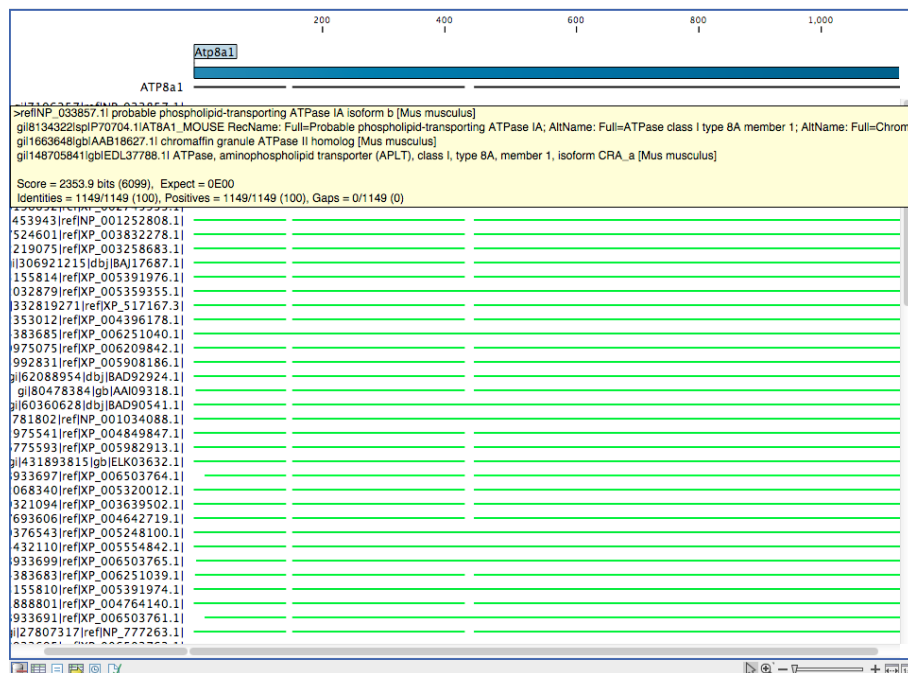 200 400 600 800 1,000
Atp8a1
ATP8a1
>ref|NP_033857.1| probable phospholipid-transporting ATPase IA isoform b [Mus musculus]
gi|8134322|sp|P70704.1|AT8A1_MOUSE RecName: Full=Probable phospholipid-transporting ATPase IA; AltName: Full=ATPase class I type 8A member 1; AltName: Full=Chrom
gi|1663648|gb|AAB18627.1| chromaffin granule ATPase II homolog [Mus musculus]
gi|148705841|gb|EDL37788.1| ATPase, aminophospholipid transporter (APLT), class I, type 8A, member 1, isoform CRA_a [Mus musculus]
Score = 2353.9 bits (6099), Expect = 0E00
Identities = 1149/1149 (100), Positives = 1149/1149 (100), Gaps = 0/1149 (0)
453943|ref|NP_001252808.1|
7524601|ref|XP_003832278.1|
219075|ref|XP_003258683.1|
gi|306921215|dbj|BAJ17687.1|
155814|ref|XP_005391976.1|
032879|ref|XP_005359355.1|
|332819271|ref|XP_517167.3|
353012|ref|XP_004396178.1|
383685|ref|XP_006251040.1|
0975075|ref|XP_006209842.1|
992831|ref|XP_005908186.1|
gi|62088954|dbj|BAD92924.1|
gi|80478384|gb|AAI09318.1|
gi|60360628|dbj|BAD90541.1|
781802|ref|NP_001034088.1|
975541|ref|XP_004849847.1|
775593|ref|XP_005982913.1|
gi|431893815|gb|ELK03632.1|
933697|ref|XP_006503764.1|
068340|ref|XP_005320012.1|
321094|ref|XP_003639502.1|
7693606|ref|XP_004642719.1|
376543|ref|XP_005248100.1|
432110|ref|XP_005554842.1|
933699|ref|XP_006503765.1|
383683|ref|XP_006251039.1|
155810|ref|XP_005391974.1|
888801|ref|XP_004764140.1|
933691|ref|XP_006503761.1|
gi|27807317|ref|NP_777263.1|